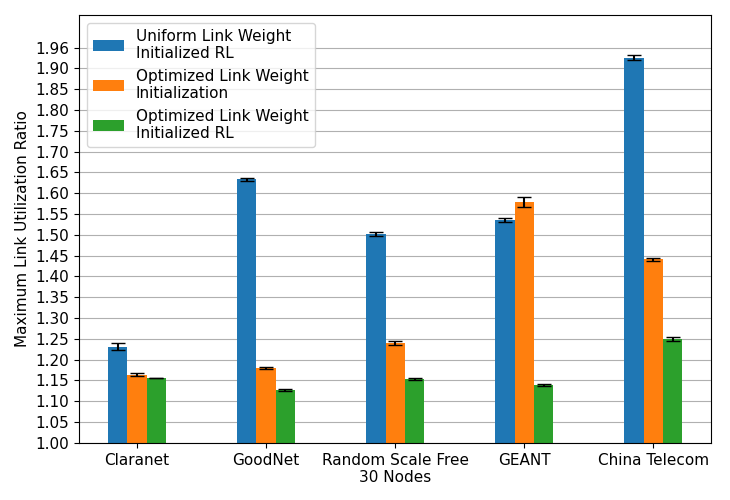 Uniform Link Weight
Initialized RL
Optimized Link Weight
Initialization
Optimized Link Weight
Initialized RL
Maximum Link Utilization Ratio
1.96
1.90
1.85
1.80
1.75
1.70
1.65
1.60
1.55
1.50
1.45
1.40
1.35
1.30
1.25
1.20
1.15
1.10
1.05
1.00
Claranet
GoodNet
Random Scale Free
30 Nodes
GEANT
China Telecom